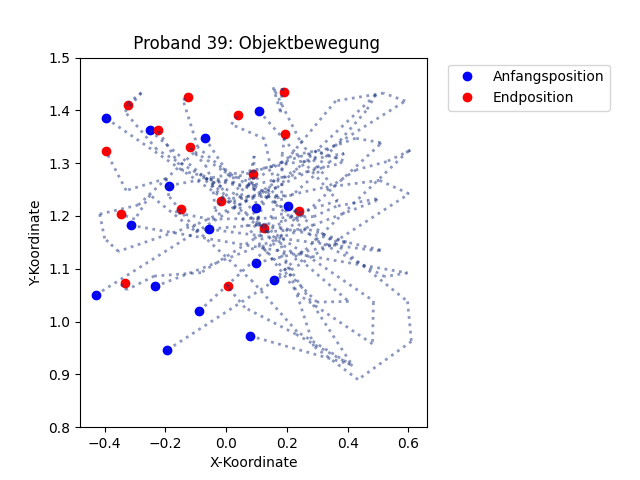 Proband 39: Objektbewegung
Anfangsposition
Endposition
Y-Koordinate
1.5
1.4
1.3
1.2
1.1
1.0
0.9
0.8
−0.4 −0.2 0.0 0.2 0.4 0.6
X-Koordinate